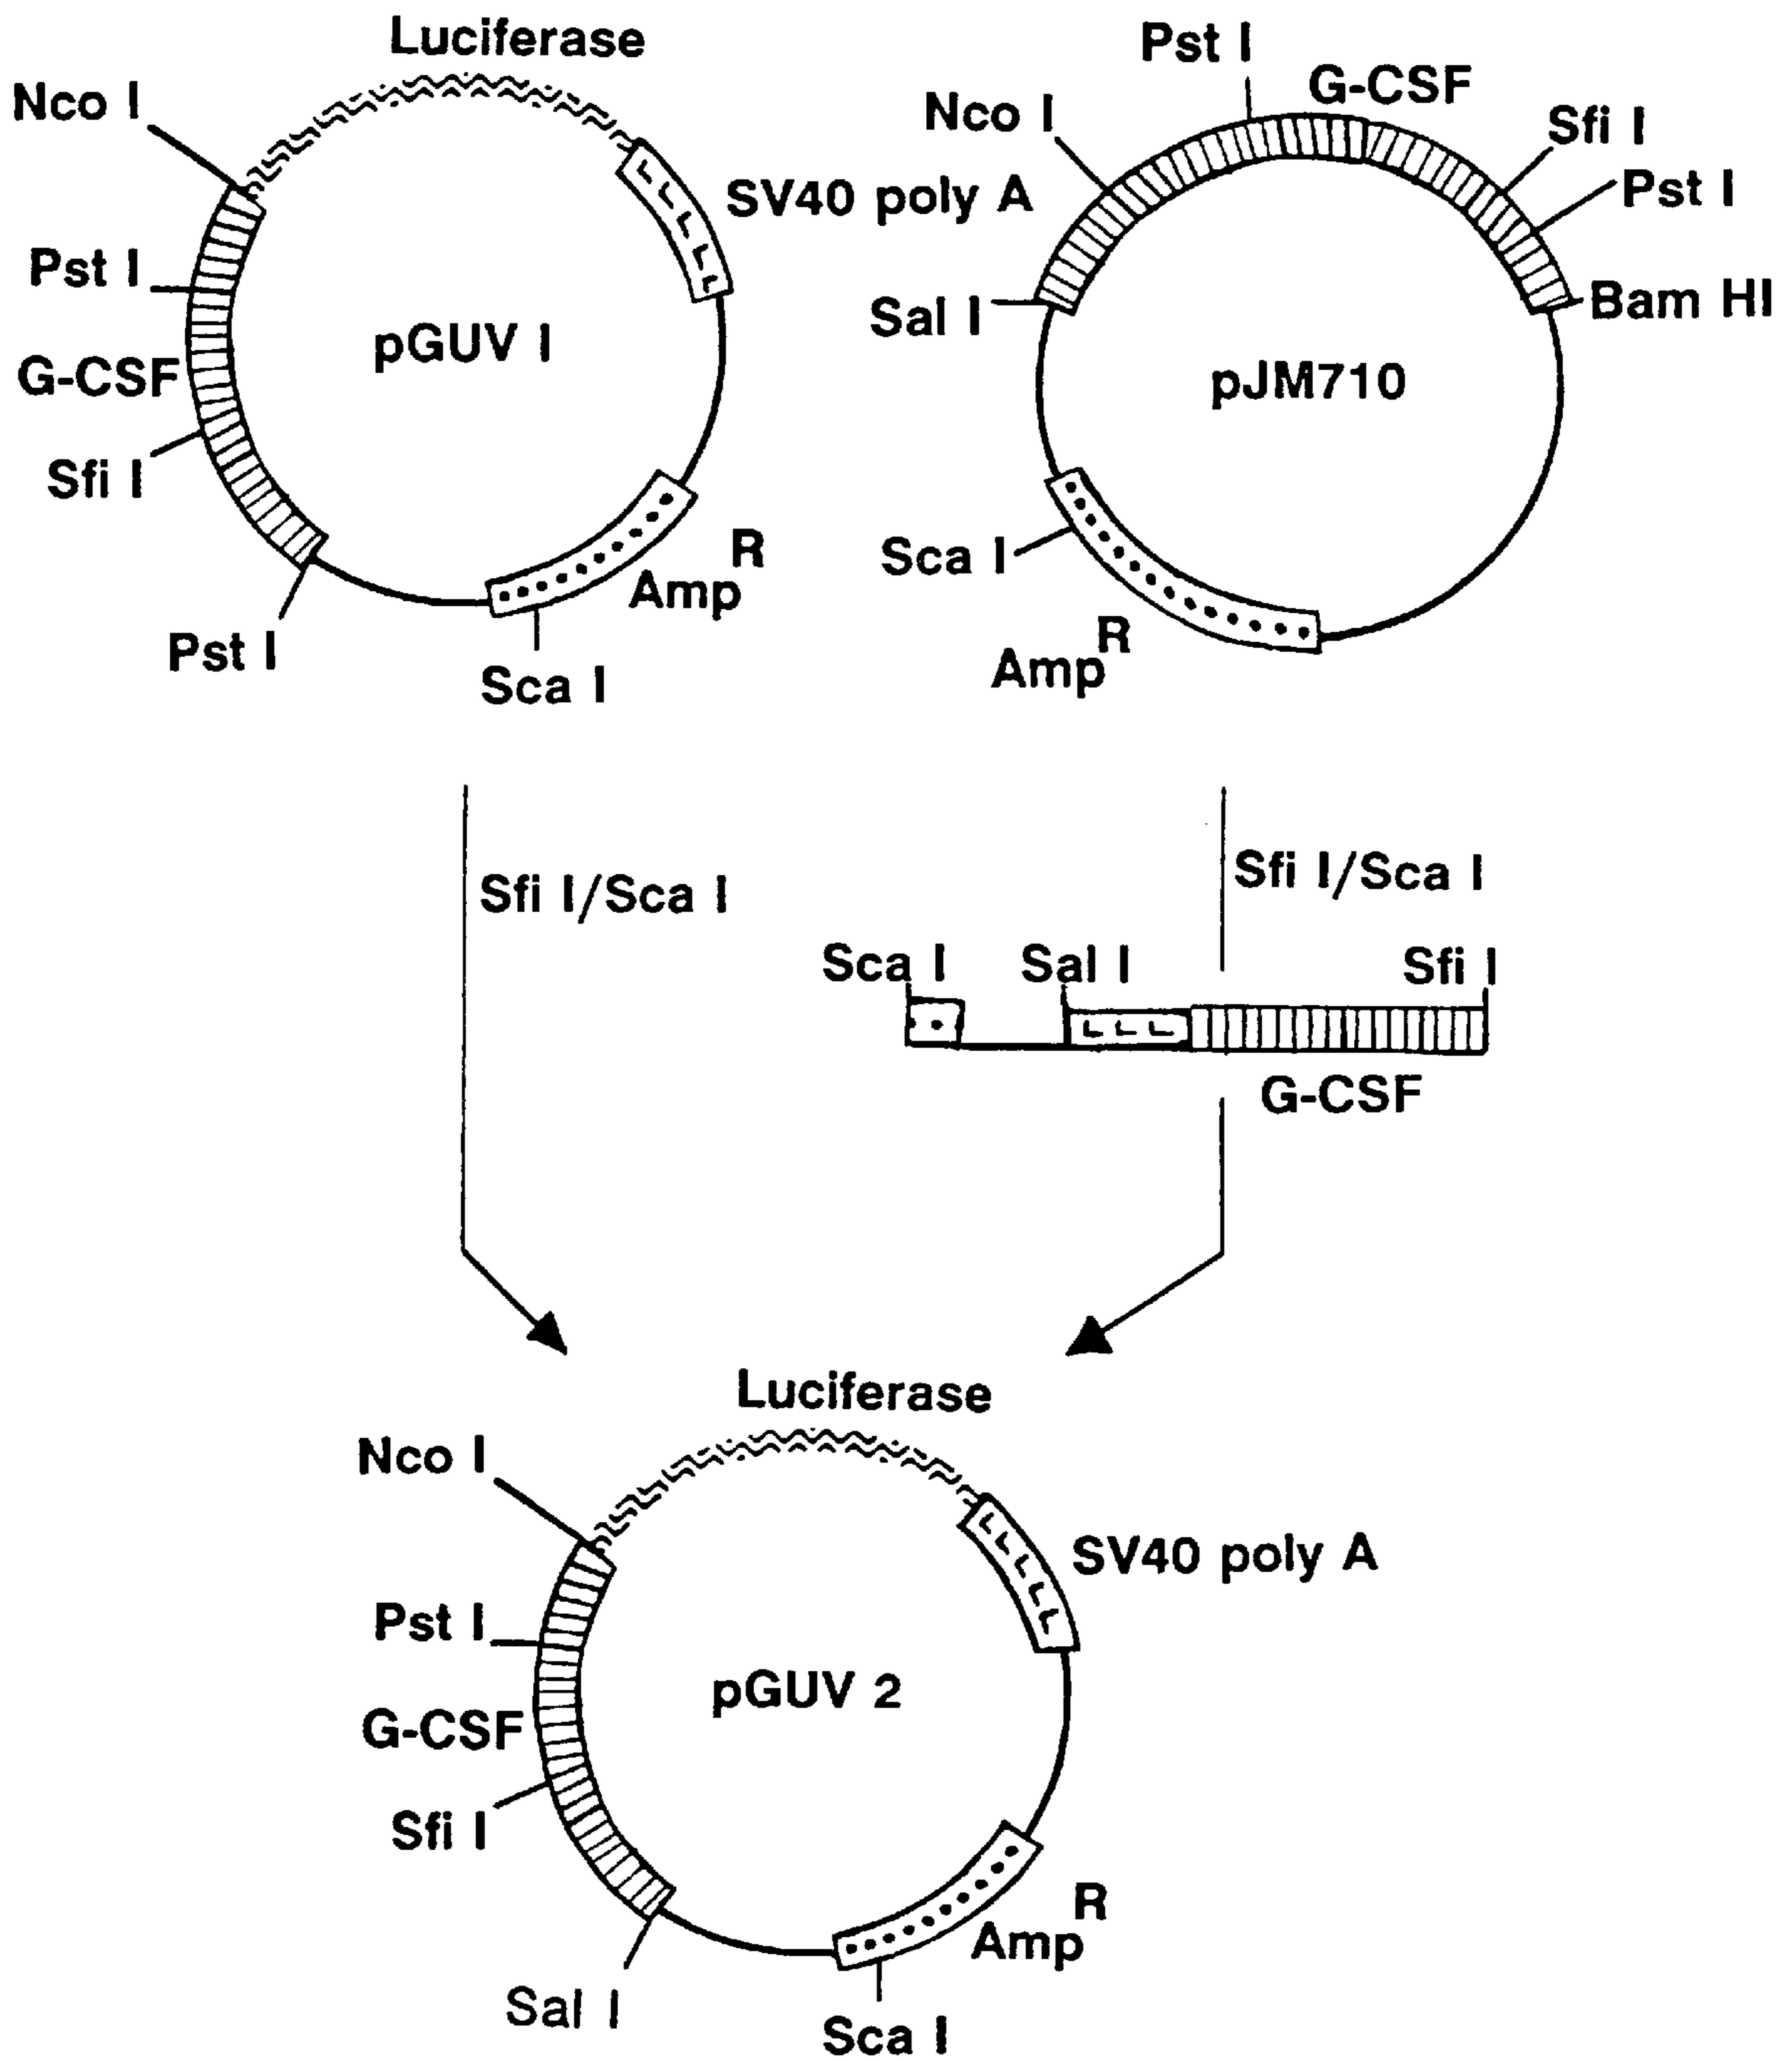 Luciferase
Nco I
SV40 poly A
Pst I
pGUV I
G-CSF
Sfi I
Amp R
Pst I
Sca I
Pst I
G-CSF
Nco I
Sfi I
Pst I
Sal I
Bam HI
pJM710
Sca I
Amp R
Sfi I/Sca I
Sfi I/Sca I
Sca I
Sal I
Sfi I
G-CSF
Luciferase
Nco I
SV40 poly A
Pst I
pGUV 2
G-CSF
Sfi I
Amp R
Sal I
Sca I